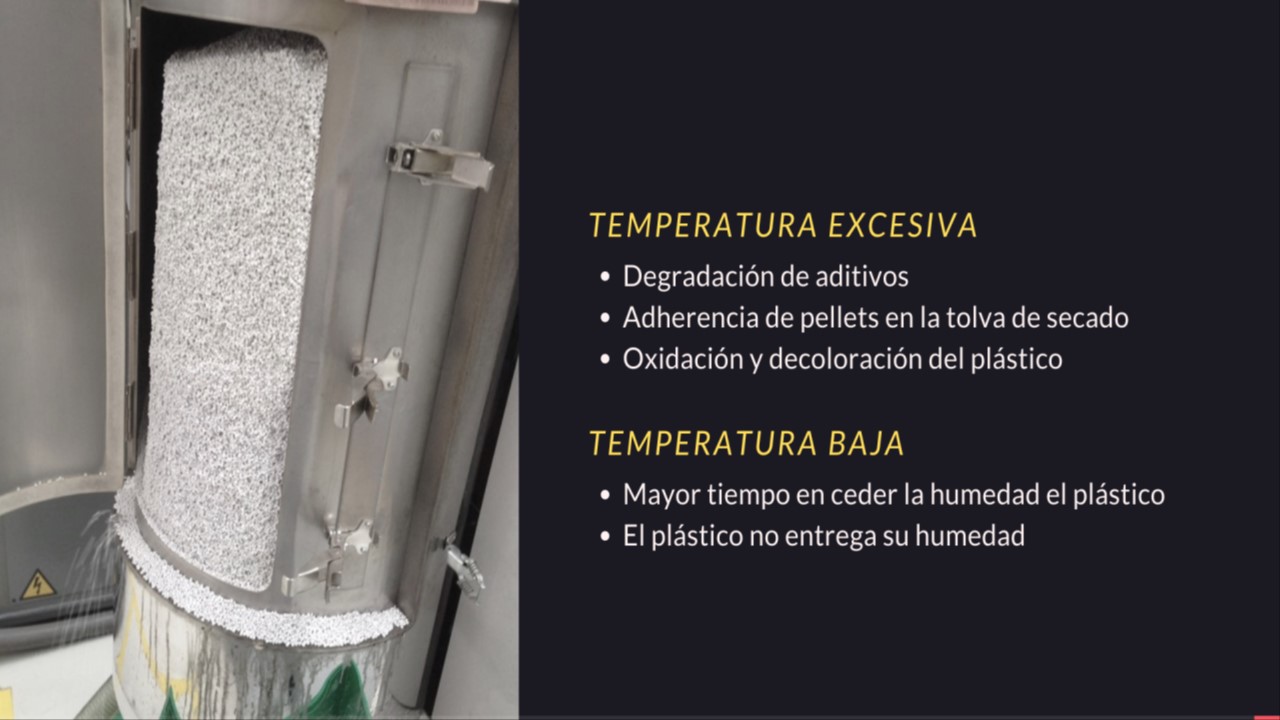 TEMPERATURA EXCESIVA
• Degradación de aditivos
• Adherencia de pellets en la tolva de secado
• Oxidación y decoloración del plástico
TEMPERATURA BAJA
• Mayor tiempo en ceder la humedad el plástico
• El plástico no entrega su humedad